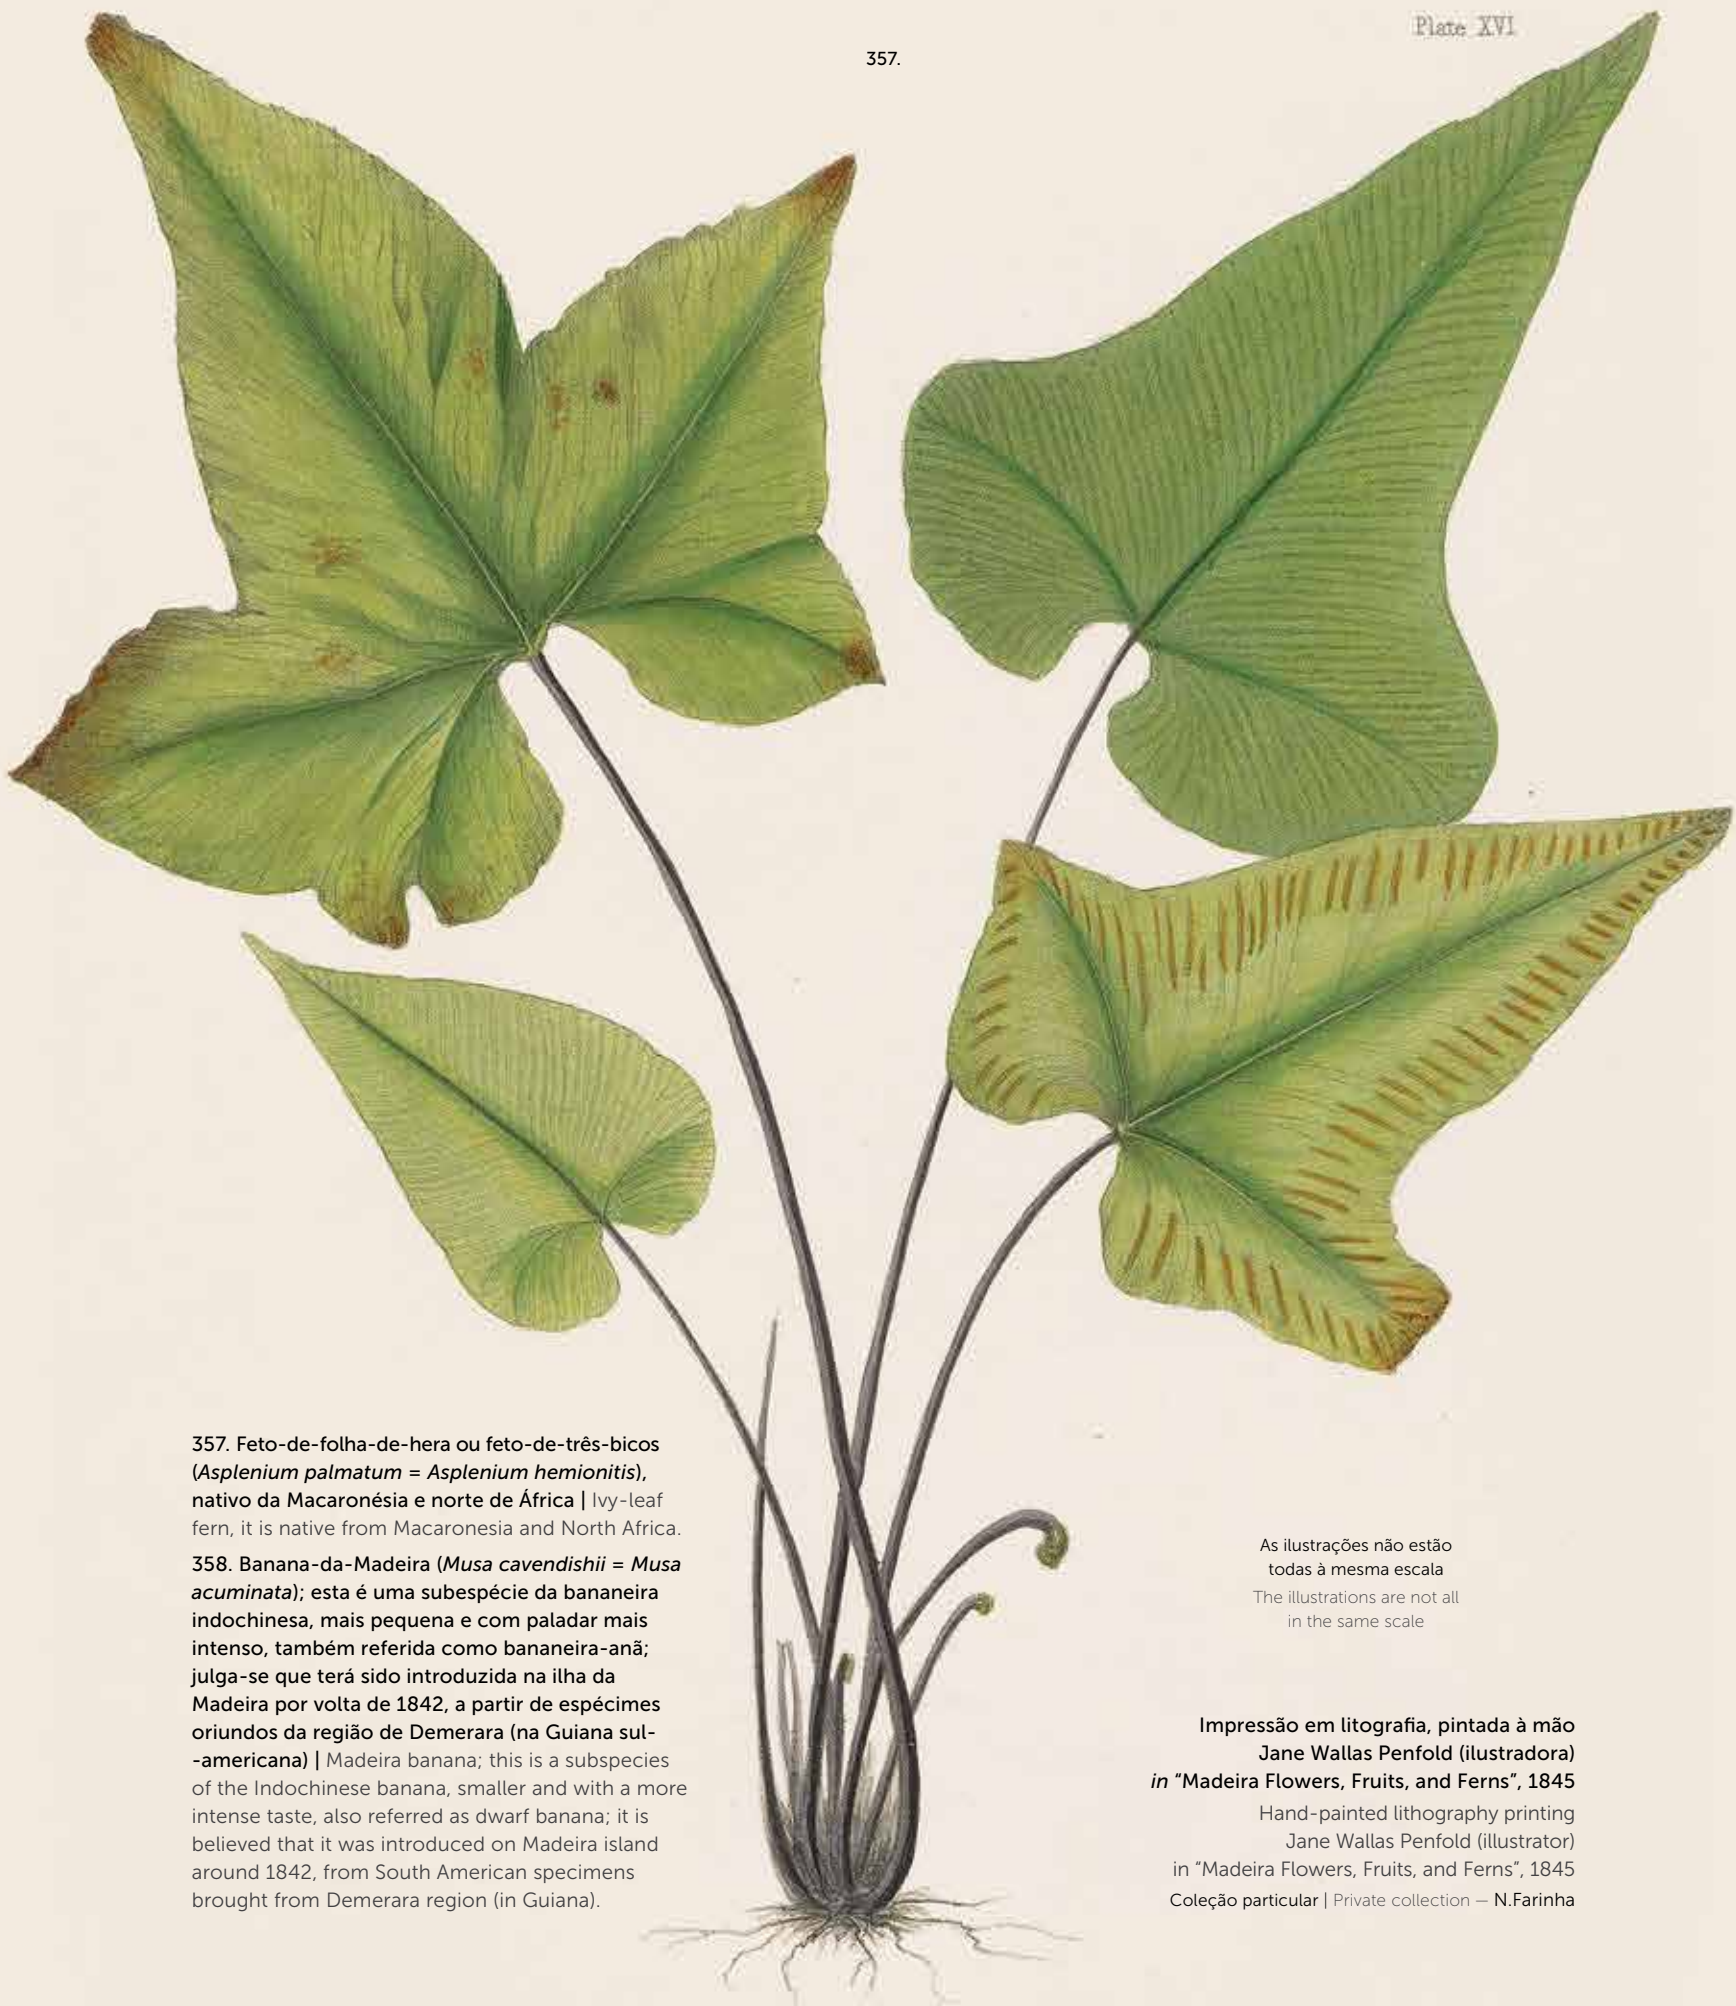 Plate XVI
357.
357. Feto-de-folha-de-hera ou feto-de-três-bicos
(Asplenium palmatum = Asplenium hemionitis),
nativo da Macaronésia e norte de África | Ivy-leaf
fern, it is native from Macaronesia and North Africa.
358. Banana-da-Madeira (Musa cavendishii = Musa
acuminata); esta é uma subespécie da bananeira
indochinesa, mais pequena e com paladar mais
intenso, também referida como bananeira-anã;
julga-se que terá sido introduzida na ilha da
Madeira por volta de 1842, a partir de espécimes
oriundos da região de Demerara (na Guiana sul-
-americana) | Madeira banana; this is a subspecies
of the Indochinese banana, smaller and with a more
intense taste, also referred as dwarf banana; it is
believed that it was introduced on Madeira island
around 1842, from South American specimens
brought from Demerara region (in Guiana).
As ilustrações não estão
todas à mesma escala
The illustrations are not all
in the same scale
Impressão em litografia, pintada à mão
Jane Wallas Penfold (ilustradora)
in “Madeira Flowers, Fruits, and Ferns”, 1845
Hand-painted lithography printing
Jane Wallas Penfold (illustrator)
in “Madeira Flowers, Fruits, and Ferns”, 1845
Coleção particular | Private collection — N.Farinha